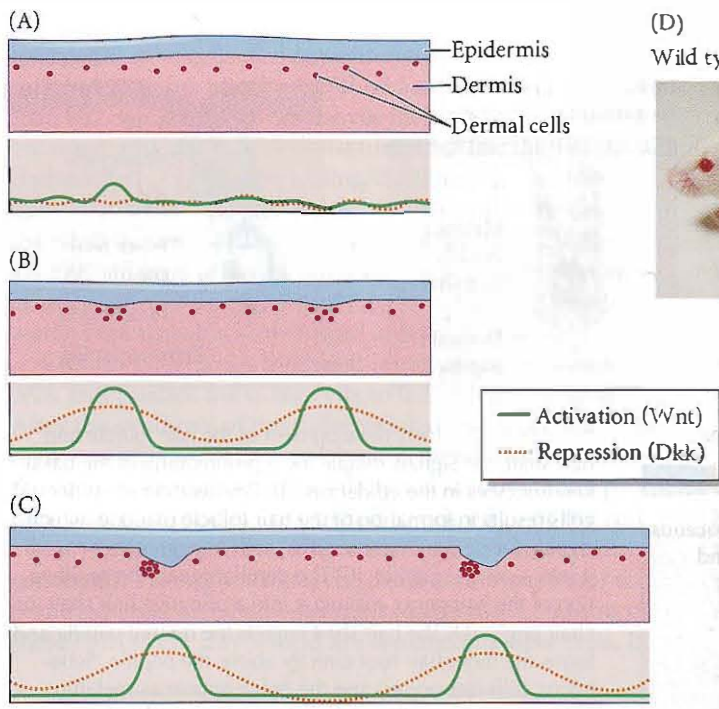 (A)
(D)
Wild ty
Epidermis
Dermis
Dermal cells
(B)
Activation (Wnt)
Repression (Dkk)
(C)